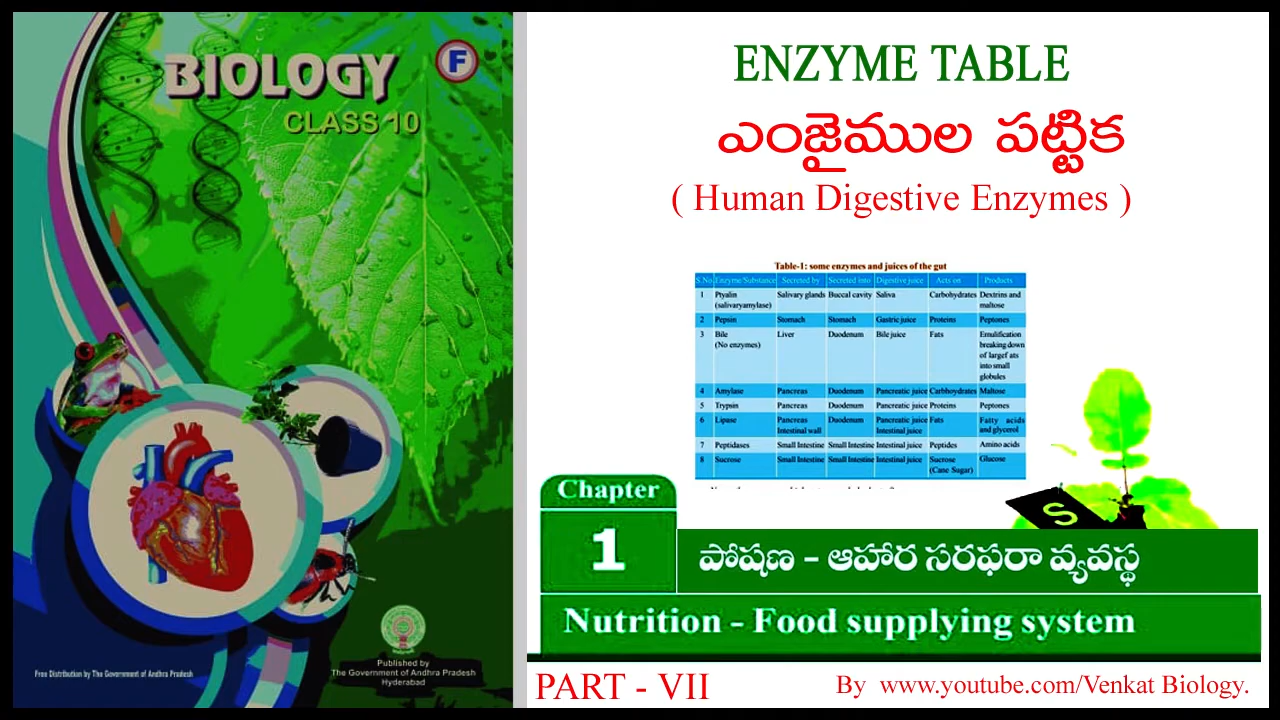 BIOLOGY
F
CLASS 10
Free Distribution by The Government of Andhra Pradesh
Published by
The Government of Andhra Pradesh
Hyderabad
ENZYME TABLE
ఎంజైముల పట్టిక
( Human Digestive Enzymes )
Table-1: some enzymes and juices of the gut
S.No Enzyme/Substance Secreted by Secreted into Digestive juice Acts on Products
1 Ptyalin (salivaryamylase) Salivary glands Buccal cavity Saliva Carbohydrates Dextrins and maltose
2 Pepsin Stomach Stomach Gastric juice Proteins Peptones
3 Bile (No enzymes) Liver Duodenum Bile juice Fats Emulification breaking down of largef ats into small globules
4 Amylase Pancreas Duodenum Pancreatic juice Carbhoydrates Maltose
5 Trypsin Pancreas Duodenum Pancreatic juice Proteins Peptones
6 Lipase Pancreas Intestinal wall Duodenum Pancreatic juice Intestinal juice Fats Fatty acids and glycerol
7 Peptidases Small Intestine Small Intestine Intestinal juice Peptides Amino acids
8 Sucrose Small Intestine Small Intestine Intestinal juice Sucrose (Cane Sugar) Glucose
S
Chapter
1
పోషణ – ఆహార సరఫరా వ్యవస్థ
Nutrition - Food supplying system
PART - VII
By www.youtube.com/Venkat Biology.